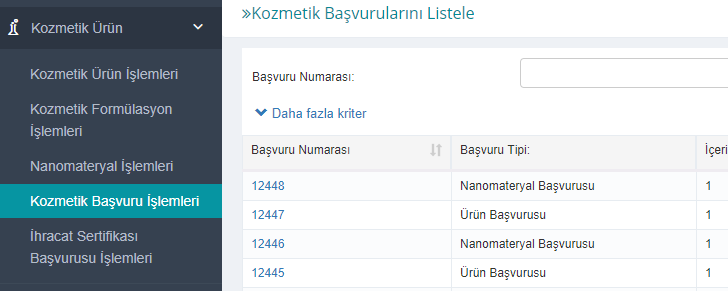 Kozmetik Ürün
Kozmetik Ürün İşlemleri
Kozmetik Formülasyon
İşlemleri
Nanomateryal İşlemleri
Kozmetik Başvuru İşlemleri
İhracat Sertifikası
Başvurusu İşlemleri
»Kozmetik Başvurularını Listele
Başvuru Numarası:
Daha fazla kriter
Başvuru Numarası Başvuru Tipi: İçeri
12448 Nanomateryal Başvurusu 1
12447 Ürün Başvurusu 1
12446 Nanomateryal Başvurusu 1
12445 Ürün Başvurusu 1